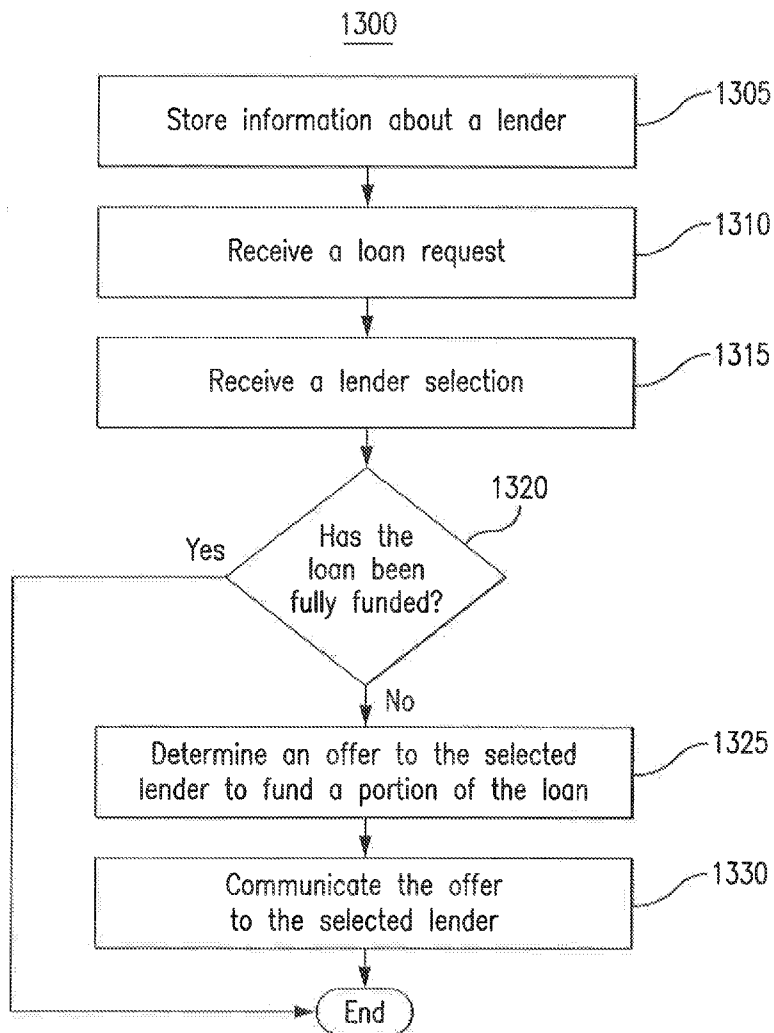 1300
Store information about a lender
1305
Receive a loan request
1310
Receive a lender selection
1315
1320
Has the
loan been
fully funded?
Yes
No
Determine an offer to the selected
lender to fund a portion of the loan
1325
Communicate the offer
to the selected lender
1330
End